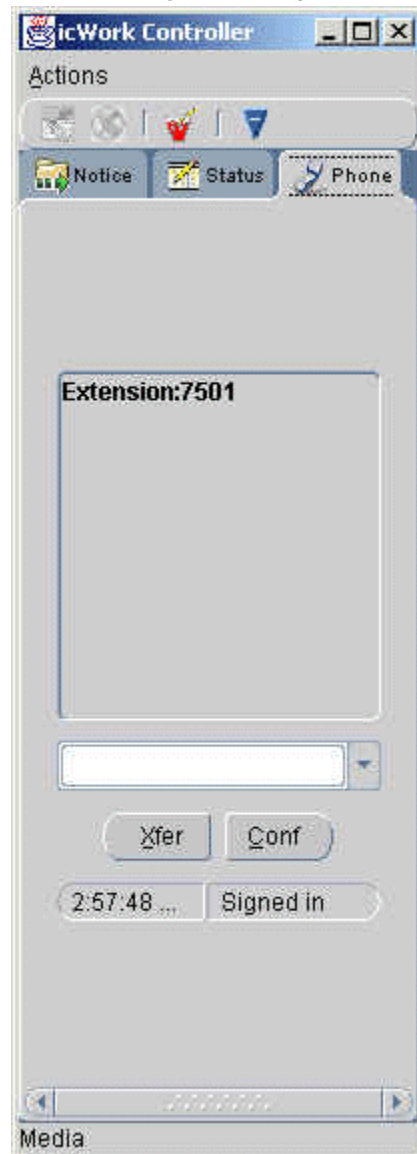 icWork Controller
Actions
Notice Status Phone
Extension:7501
Xfer Conf
2:57:48 ... Signed in
Media